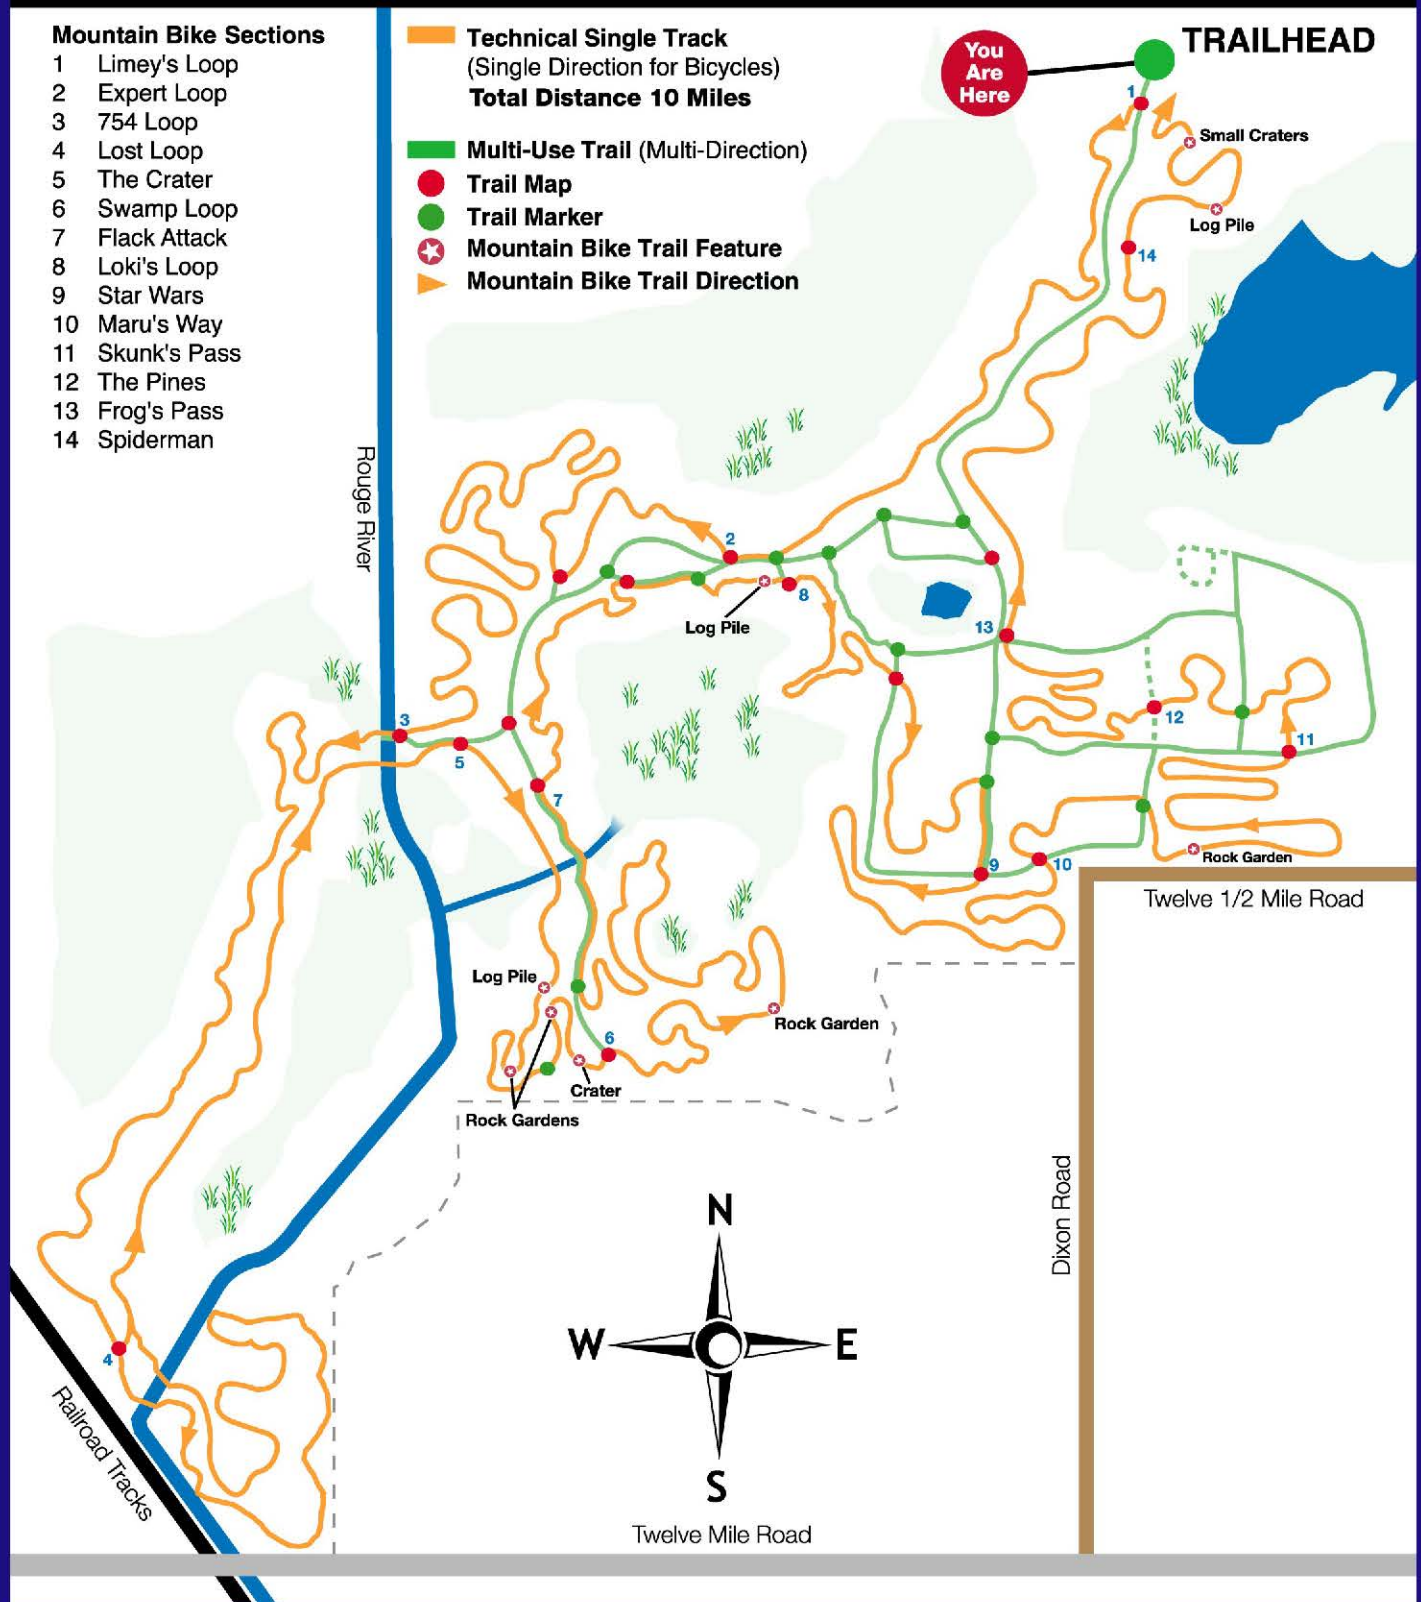 Mountain Bike Sections
1 Limey's Loop
2 Expert Loop
3 754 Loop
4 Lost Loop
5 The Crater
6 Swamp Loop
7 Flack Attack
8 Loki's Loop
9 Star Wars
10 Maru's Way
11 Skunk's Pass
12 The Pines
13 Frog's Pass
14 Spiderman
Technical Single Track
(Single Direction for Bicycles)
Total Distance 10 Miles
Multi-Use Trail (Multi-Direction)
Trail Map
Trail Marker
Mountain Bike Trail Feature
Mountain Bike Trail Direction
You
Are
Here
TRAILHEAD
1
Small Craters
Log Pile
14
Rouge River
2
8
Log Pile
13
3
5
12
11
7
Rock Garden
9
10
Twelve 1/2 Mile Road
Log Pile
6
Rock Garden
Crater
Rock Gardens
Dixon Road
N
W
E
S
4
Railroad Tracks
Twelve Mile Road